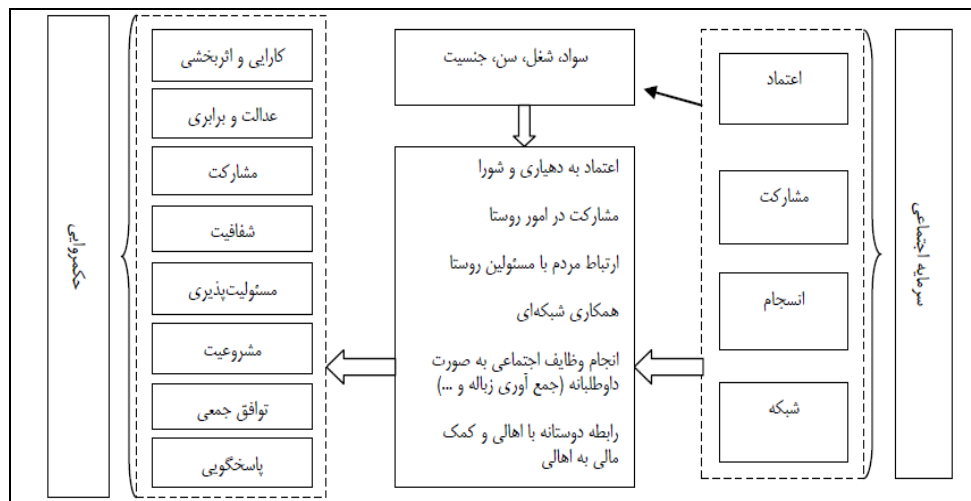 سرمایه اجتماعی
اعتماد
مشارکت
انسجام
شبکه
سواد، شغل، سن، جنسیت
اعتماد به دهیاری و شورا
مشارکت در امور روستا
ارتباط مردم با مسئولین روستا
همکاری شبکه‌ای
انجام وظایف اجتماعی به صورت
داوطلبانه (جمع آوری زباله و ...)
رابطه دوستانه با اهالی و کمک
مالی به اهالی
کارایی و اثربخشی
عدالت و برابری
مشارکت
شفافیت
مسئولیت‌پذیری
مشروعیت
توافق جمعی
پاسخگویی
حکمروایی